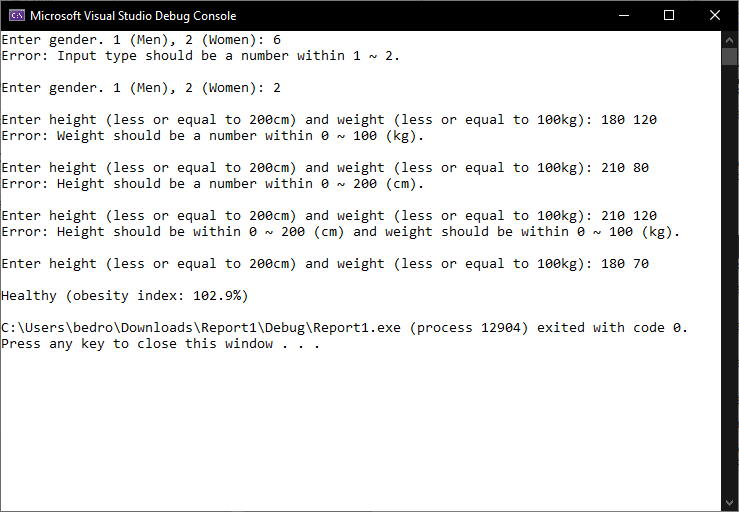 Microsoft Visual Studio Debug Console
Enter gender. 1 (Men), 2 (Women): 6
Error: Input type should be a number within 1 ~ 2.
Enter gender. 1 (Men), 2 (Women): 2
Enter height (less or equal to 200cm) and weight (less or equal to 100kg): 180 120
Error: Weight should be a number within 0 ~ 100 (kg).
Enter height (less or equal to 200cm) and weight (less or equal to 100kg): 210 80
Error: Height should be a number within 0 ~ 200 (cm).
Enter height (less or equal to 200cm) and weight (less or equal to 100kg): 210 120
Error: Height should be within 0 ~ 200 (cm) and weight should be within 0 ~ 100 (kg).
Enter height (less or equal to 200cm) and weight (less or equal to 100kg): 180 70
Healthy (obesity index: 102.9%)
C:\Users\bedro\Downloads\Report1\Debug\Report1.exe (process 12904) exited with code 0.
Press any key to close this window . . .